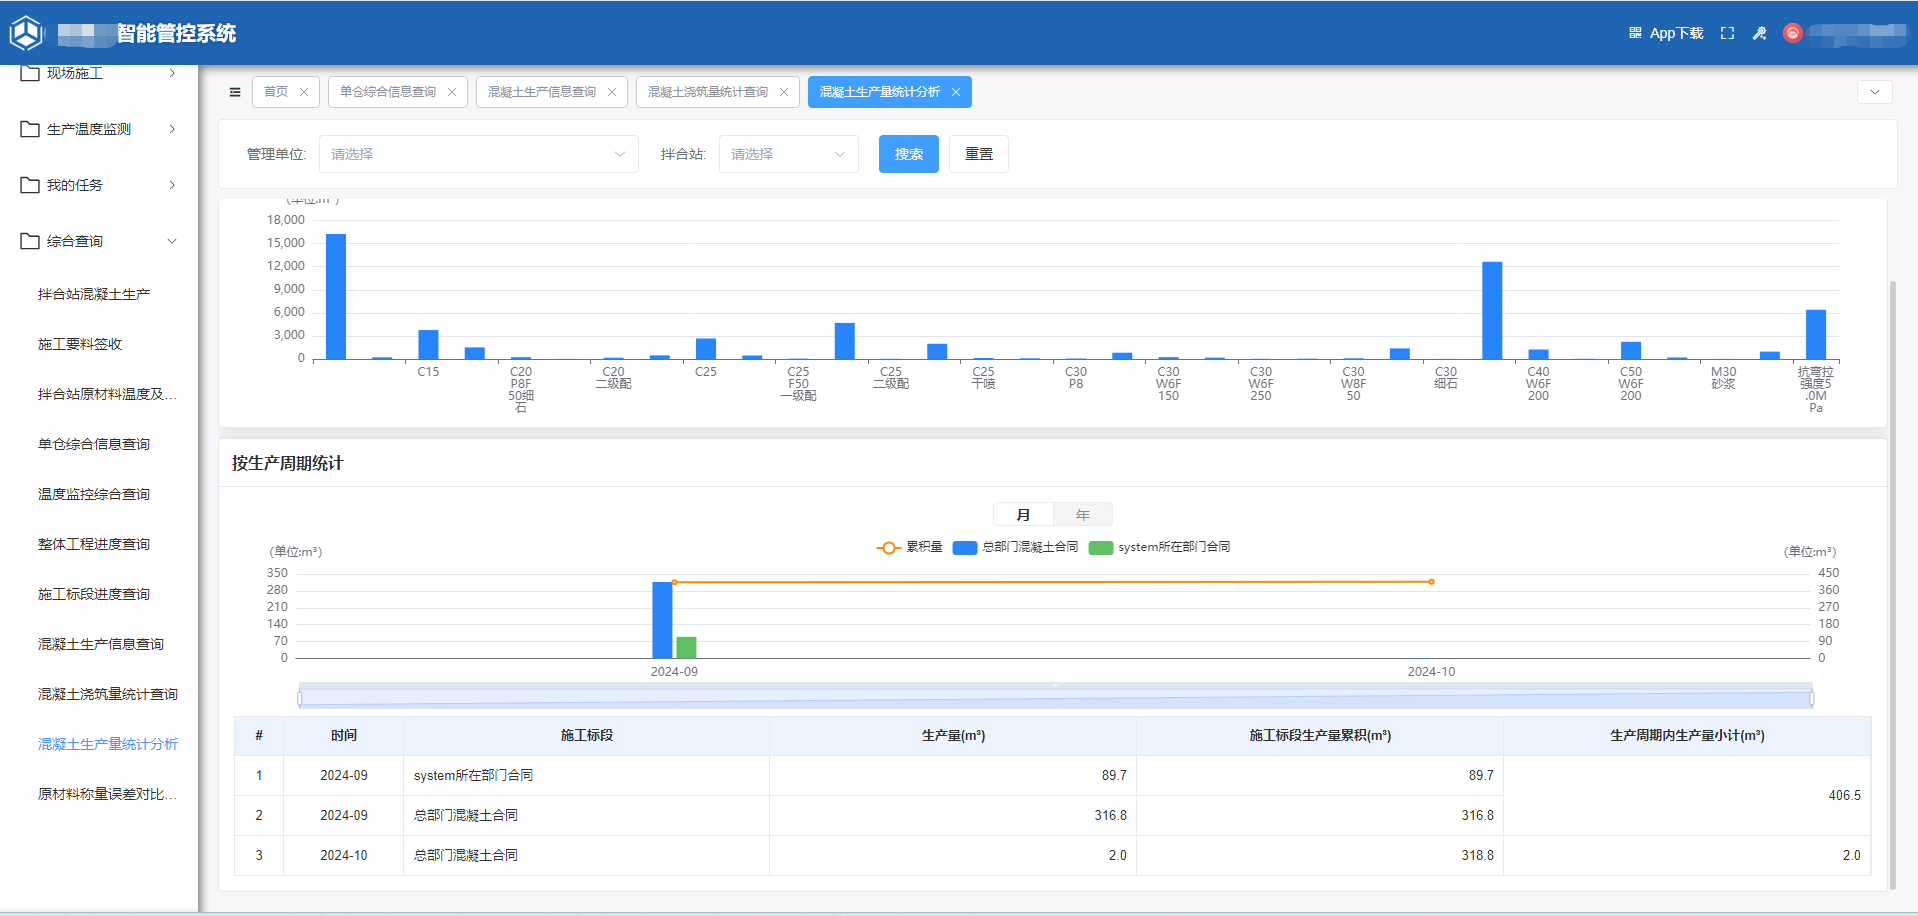 智能管控系统
App下载
现场施工
生产温度监测
我的任务
综合查询
拌合站混凝土生产
施工要料签收
拌合站原材料温度及...
单仓综合信息查询
温度监控综合查询
整体工程进度查询
施工标段进度查询
混凝土生产信息查询
混凝土浇筑量统计查询
混凝土生产量统计分析
原材料称量误差对比...
首页
单仓综合信息查询
混凝土生产信息查询
混凝土浇筑量统计查询
混凝土生产量统计分析
管理单位: 请选择 拌合站: 请选择 搜索 重置
(单位:m³)
18,000
15,000
12,000
9,000
6,000
3,000
0
C15
C20
P8F
50细
石
C20
二级配
C25
C25
F50
一级配
C25
二级配
C25
干喷
C30
P8
C30
W6F
150
C30
W6F
250
C30
W8F
50
C30
细石
C40
W6F
200
C50
W6F
200
M30
砂浆
抗弯拉
强度5
.0M
Pa
按生产周期统计
月 年
累积量 总部门混凝土合同 system所在部门合同
(单位:m³) (单位:m³)
350 450
280 360
210 270
140 180
70 90
0 0
2024-09 2024-10
# 时间 施工标段 生产量(m³) 施工标段生产量累积(m³) 生产周期内生产量小计(m³)
1 2024-09 system所在部门合同 89.7 89.7
406.5
2 2024-09 总部门混凝土合同 316.8 316.8
3 2024-10 总部门混凝土合同 2.0 318.8 2.0